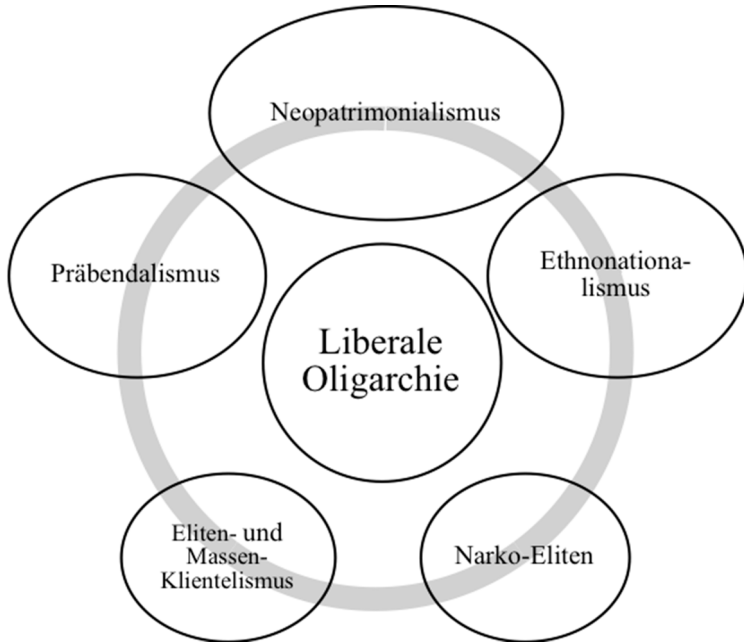 Neopatrimonialismus
Präbendalismus
Ethnonationa-
lismus
Liberale
Oligarchie
Eliten- und
Massen-
Klientelismus
Narko-Eliten